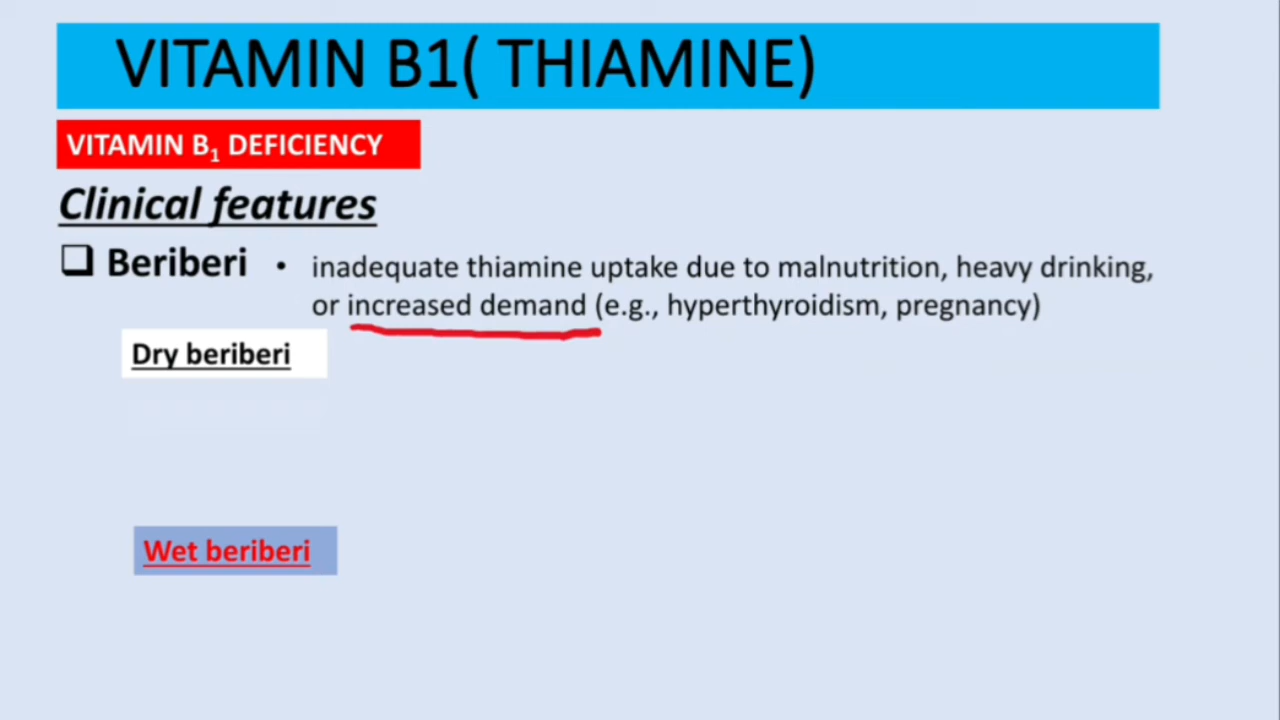 VITAMIN B1( THIAMINE)
VITAMIN B₁ DEFICIENCY
Clinical features
❑ Beriberi • inadequate thiamine uptake due to malnutrition, heavy drinking,
or increased demand (e.g., hyperthyroidism, pregnancy)
Dry beriberi
Wet beriberi